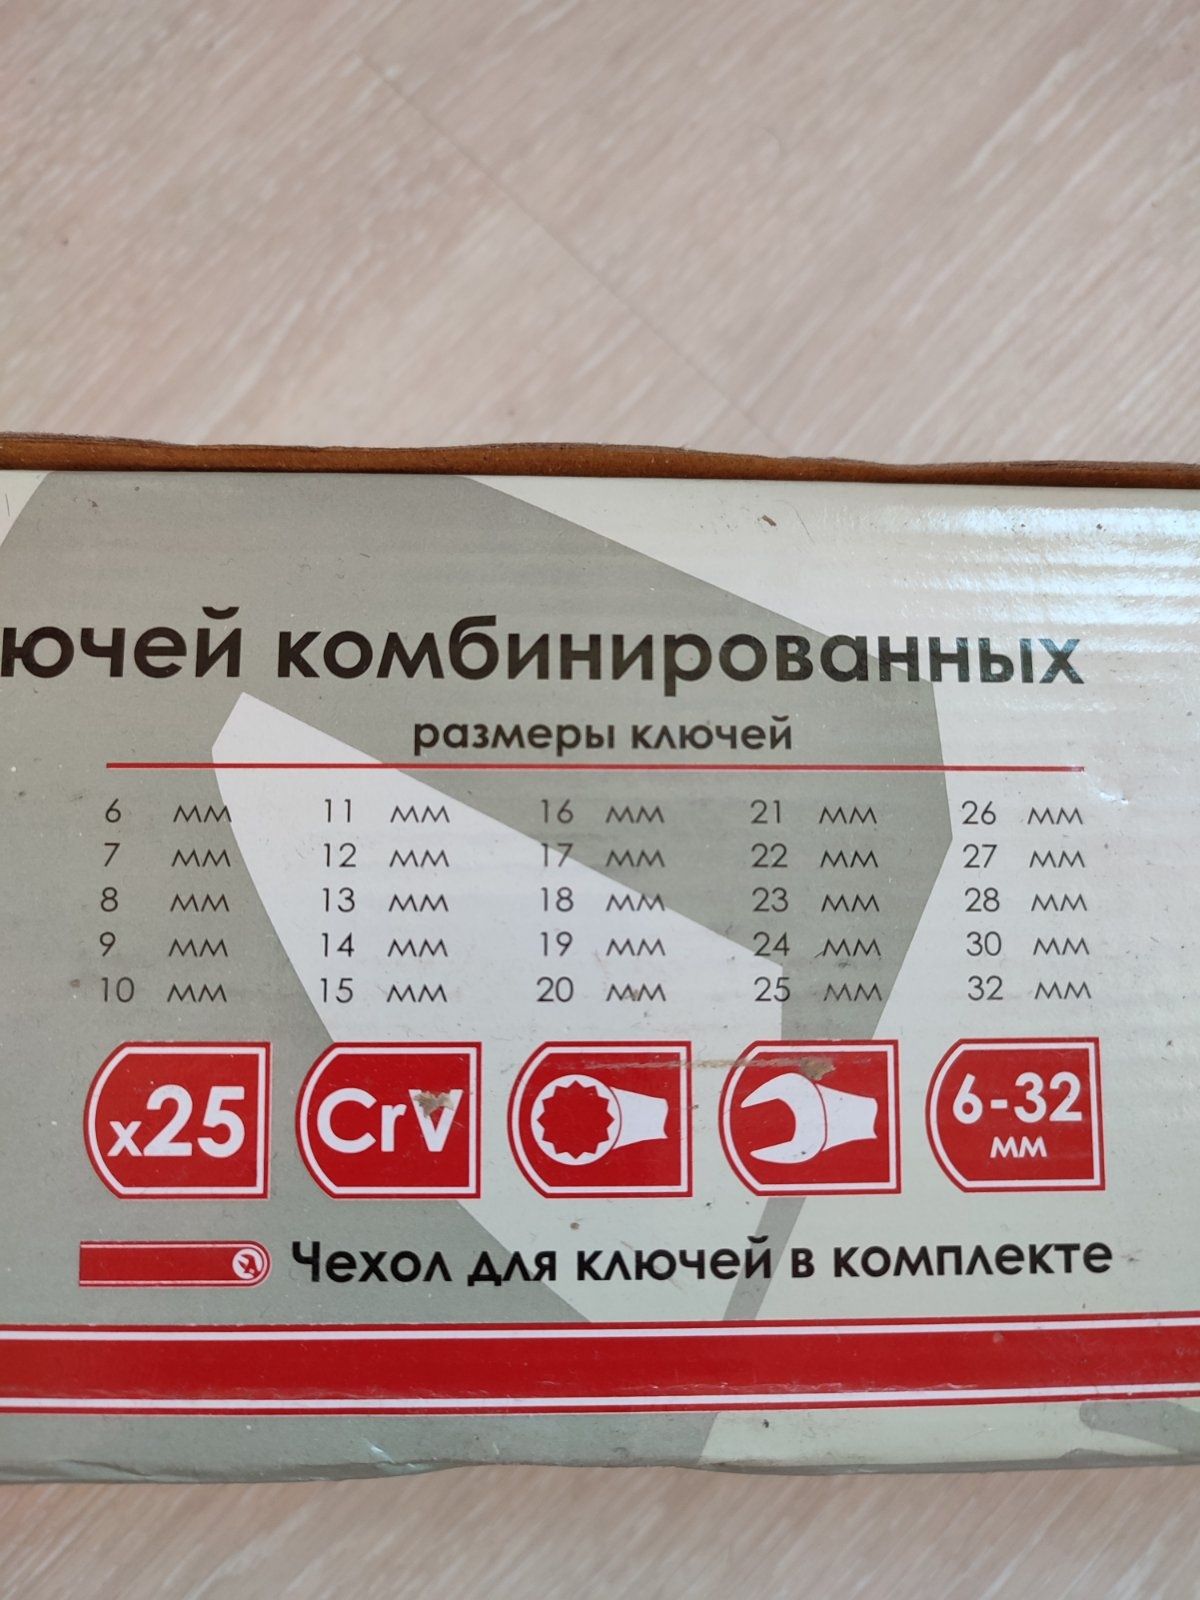 ючей комбинированных
размеры ключей
6 мм 11 мм 16 мм 21 мм 26 мм
7 мм 12 мм 17 мм 22 мм 27 мм
8 мм 13 мм 18 мм 23 мм 28 мм
9 мм 14 мм 19 мм 24 мм 30 мм
10 мм 15 мм 20 мм 25 мм 32 мм
x25 CrV 6-32
мм
Чехол для ключей в комплекте